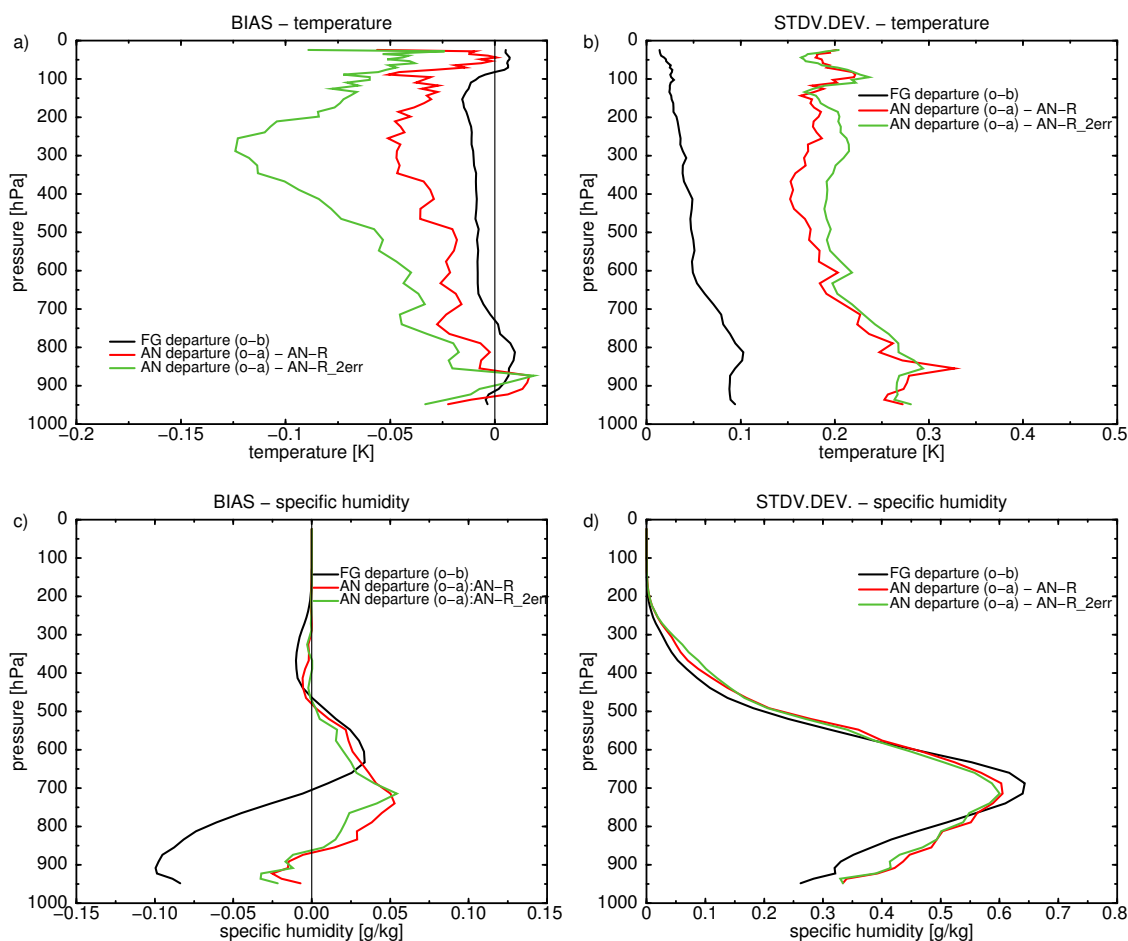 BIAS − temperature
a)
0
100
200
300
400
500
600
700
800
900
1000
pressure [hPa]
FG departure (o−b)
AN departure (o−a) − AN−R
AN departure (o−a) − AN−R_2err
−0.2 −0.15 −0.1 −0.05 0
temperature [K]
STDV.DEV. − temperature
b)
0
100
200
300
400
500
600
700
800
900
1000
pressure [hPa]
FG departure (o−b)
AN departure (o−a) − AN−R
AN departure (o−a) − AN−R_2err
0 0.1 0.2 0.3 0.4 0.5
temperature [K]
BIAS − specific humidity
c)
0
100
200
300
400
500
600
700
800
900
1000
pressure [hPa]
FG departure (o−b)
AN departure (o−a):AN−R
AN departure (o−a):AN−R_2err
−0.15 −0.10 −0.05 0.00 0.05 0.10 0.15
specific humidity [g/kg]
STDV.DEV. − specific humidity
d)
0
100
200
300
400
500
600
700
800
900
1000
pressure [hPa]
FG departure (o−b)
AN departure (o−a) − AN−R
AN departure (o−a) − AN−R_2err
0 0.1 0.2 0.3 0.4 0.5 0.6 0.7 0.8
specific humidity [g/kg]